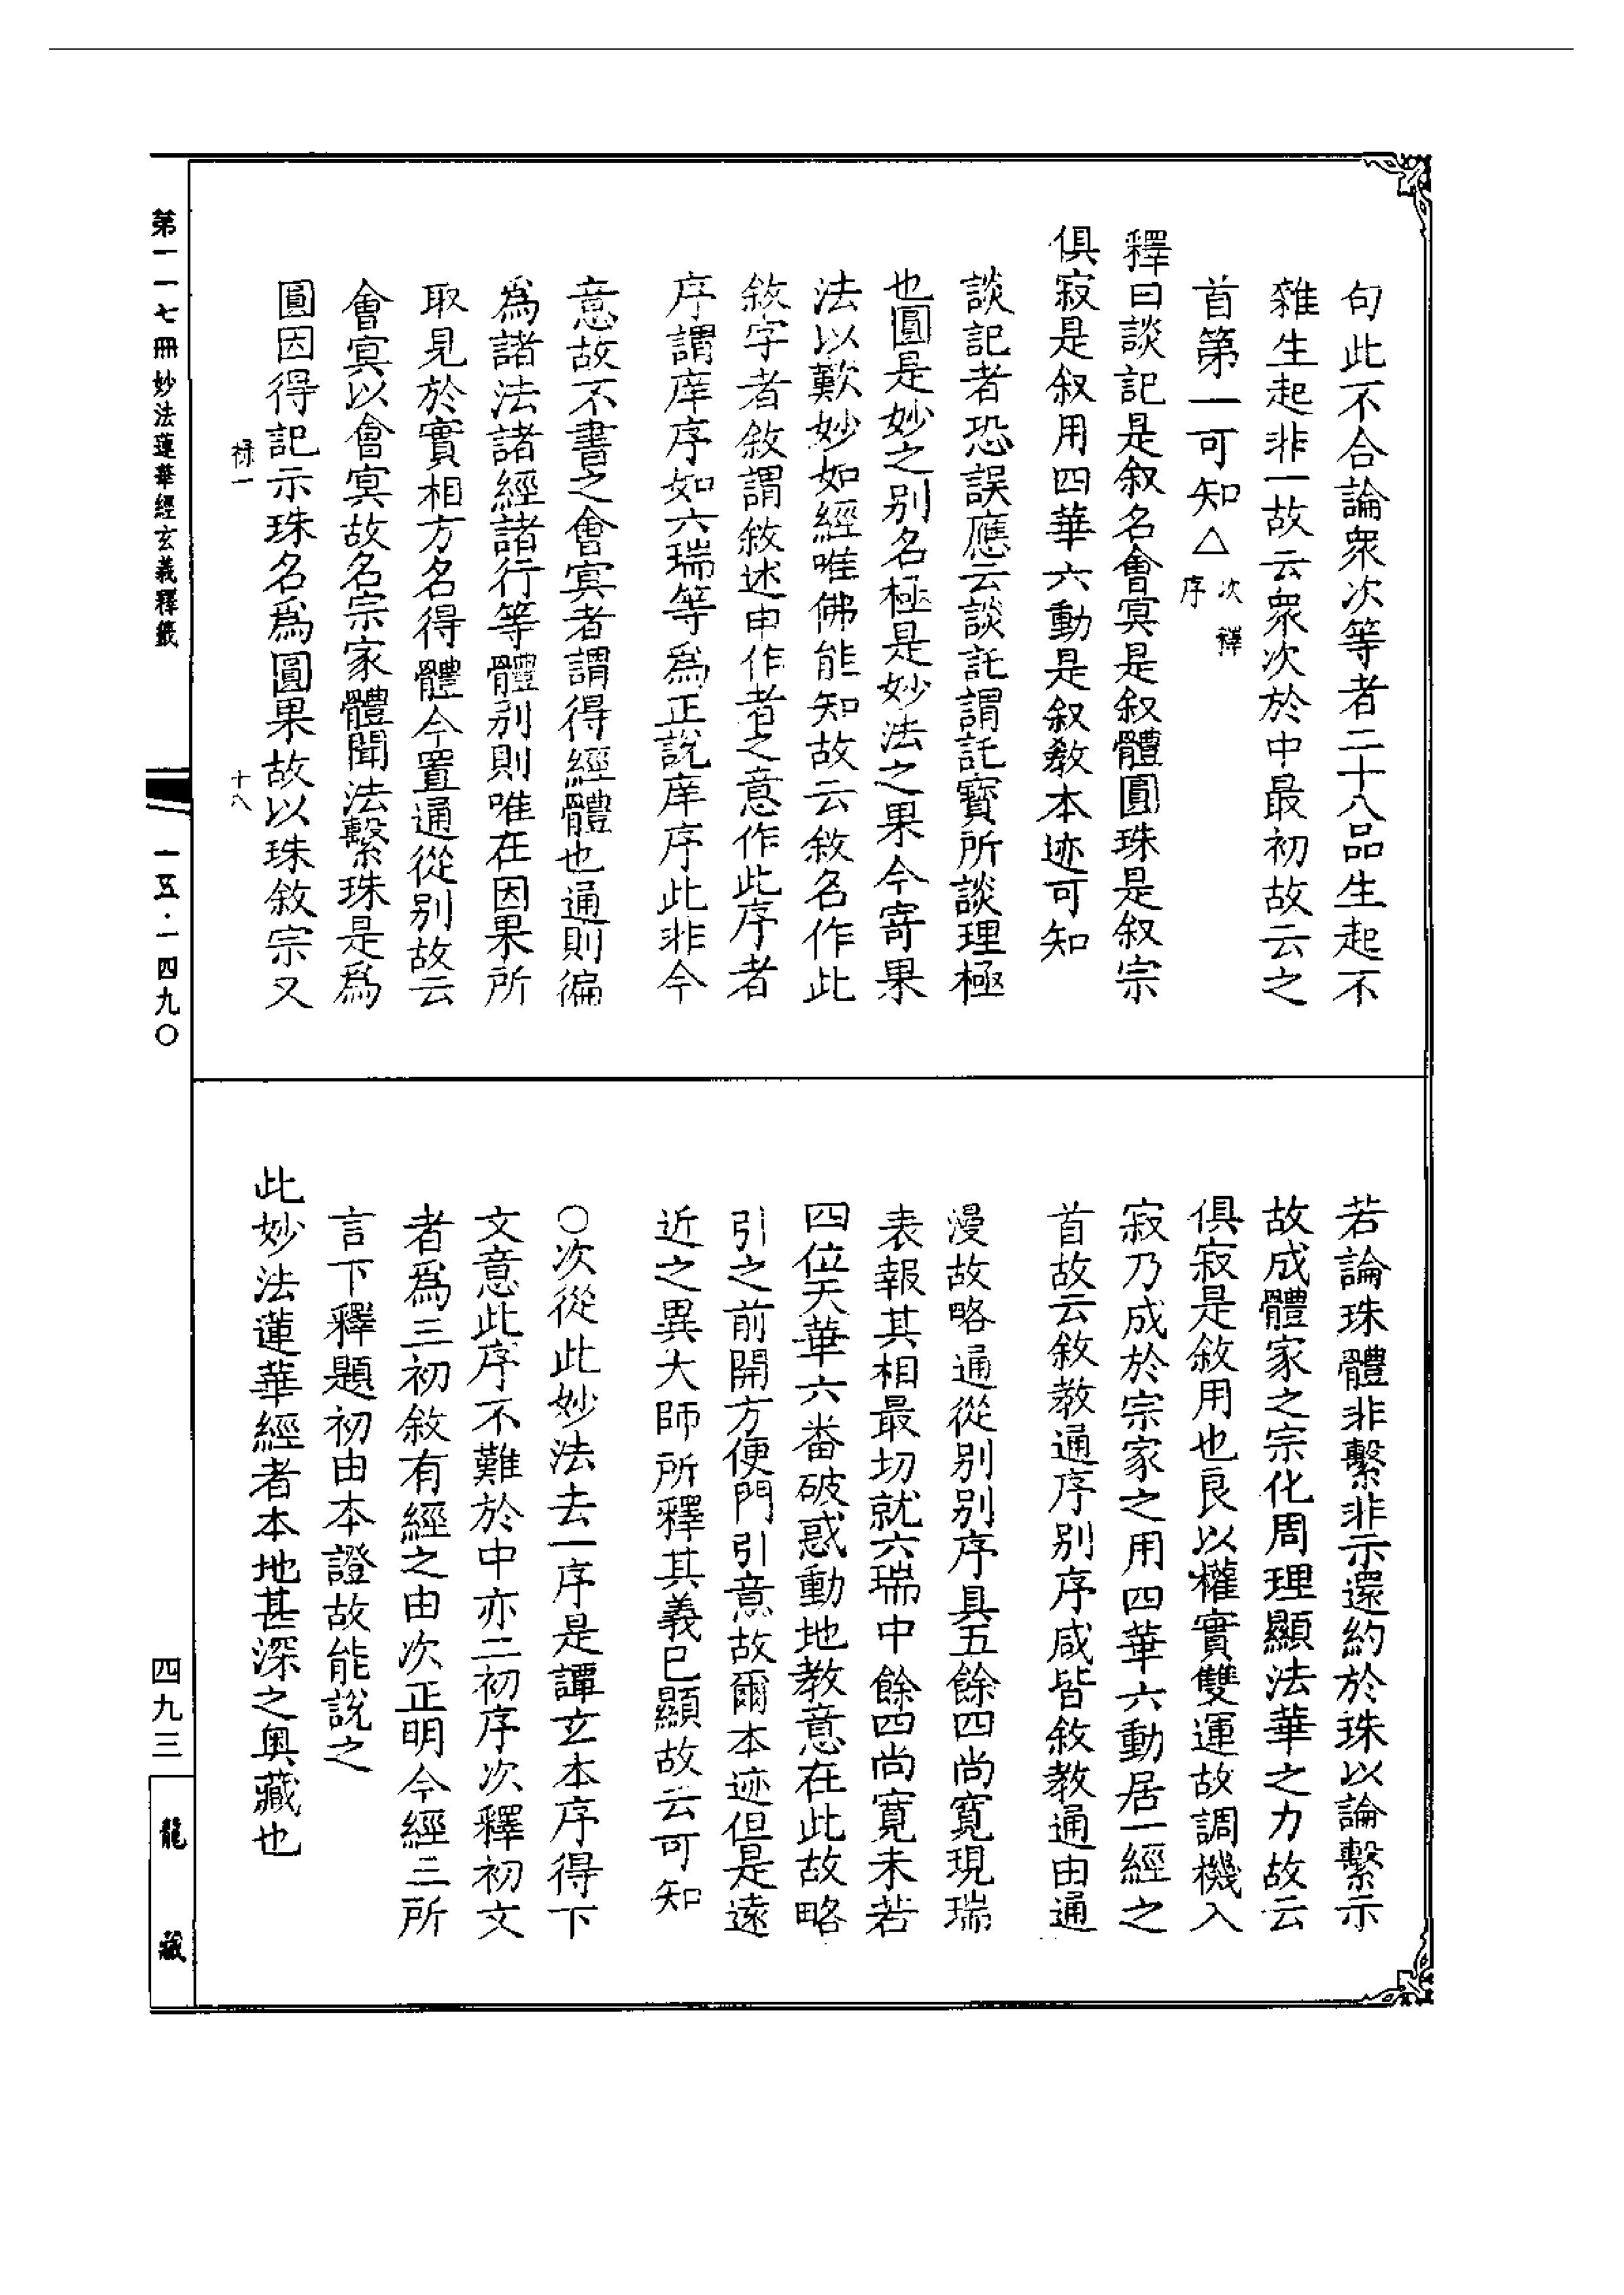 句此不合論衆次等者二十八品生起不
雜生起非一故云衆次於中最初故云之
首第一可知△次釋序
釋曰談記是叙名會冥是叙體圓珠是叙宗
俱寂是叙用四華六動是叙教本迹可知
談記者恐誤應云談託謂託寶所談理極
也圓是妙之别名極是妙法之果今寄果
法以歎妙如經唯佛能知故云敘名作此
敘字者敘謂敘述申作者之意作此序者
序謂庠序如六瑞等爲正說庠序此非今
意故不書之會冥者謂得經體也通則徧
爲諸法諸經諸行等體别則唯在因果所
取見於實相方名得體今置通從别故云
會冥以會冥故名宗家體聞法繫珠是爲
圓因得記示珠名爲圓果故以珠敘宗又
若論珠體非繫非示還約於珠以論繫示
故成體家之宗化周理顯法華之力故云
俱寂是敘用也良以權實雙運故調機入
寂乃成於宗家之用四華六動居一經之
首故云敘教通序别序咸皆敘教通由通
漫故略通從别别序具五餘四尚寬現瑞
表報其相最切就六瑞中餘四尚寛未若
四位天華六番破惑動地教意在此故略
引之前開方便門引意故爾本迹但是遠
近之異大師所釋其義已顯故云可知
○次從此妙法去一序是譚玄本序得下
文意此序不難於中亦二初序次釋初文
者爲三初敘有經之由次正明今經三所
言下釋題初由本證故能說之
此妙法蓮華經者本地甚深之奥藏也
第一一七冊 妙法蓮華經玄義釋籤
祿一
十八
一五·一四九〇
四九三
龍藏